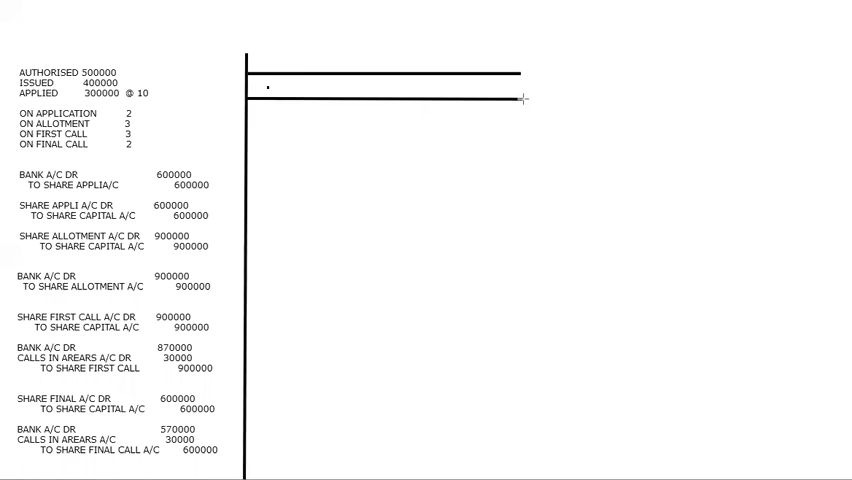 AUTHORISED 500000
ISSUED 400000
APPLIED 300000 @ 10
ON APPLICATION 2
ON ALLOTMENT 3
ON FIRST CALL 3
ON FINAL CALL 2
BANK A/C DR 600000
TO SHARE APPLIA/C 600000
SHARE APPLI A/C DR 600000
TO SHARE CAPITAL A/C 600000
SHARE ALLOTMENT A/C DR 900000
TO SHARE CAPITAL A/C 900000
BANK A/C DR 900000
TO SHARE ALLOTMENT A/C 900000
SHARE FIRST CALL A/C DR 900000
TO SHARE CAPITAL A/C 900000
BANK A/C DR 870000
CALLS IN AREARS A/C DR 30000
TO SHARE FIRST CALL 900000
SHARE FINAL A/C DR 600000
TO SHARE CAPITAL A/C 600000
BANK A/C DR 570000
CALLS IN AREARS A/C 30000
TO SHARE FINAL CALL A/C 600000